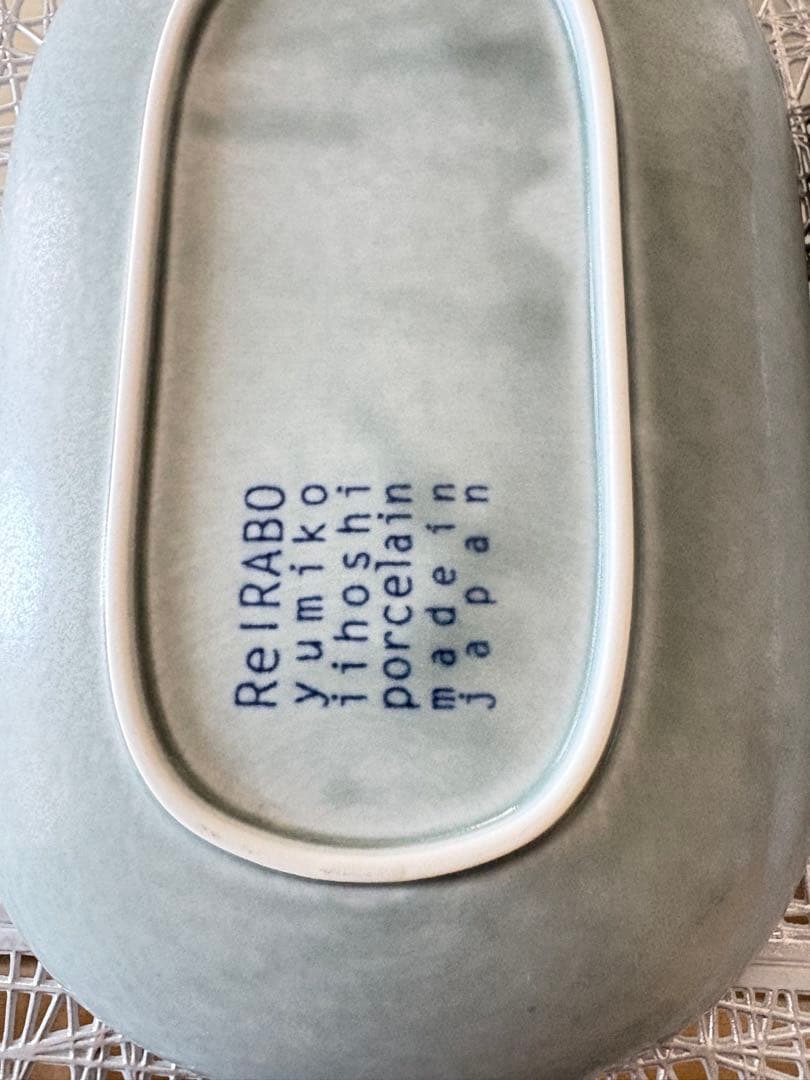 ReIRABO
yumiko
iihoshi
porcelain
made in
japan